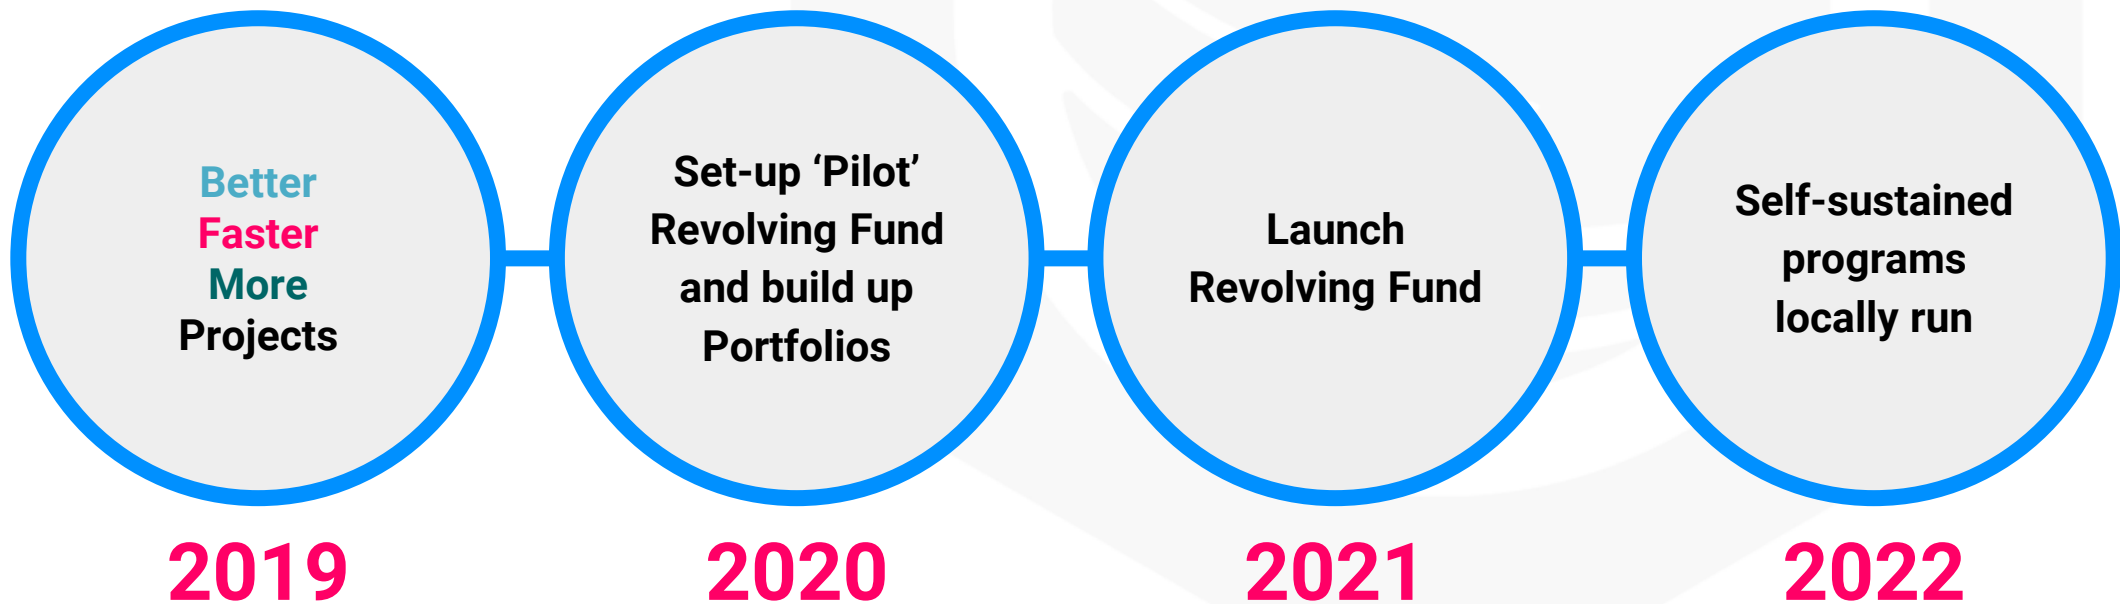 Better
Faster
More
Projects
Set-up ‘Pilot’
Revolving Fund
and build up
Portfolios
Launch
Revolving Fund
Self-sustained
programs
locally run
2019
2020
2021
2022